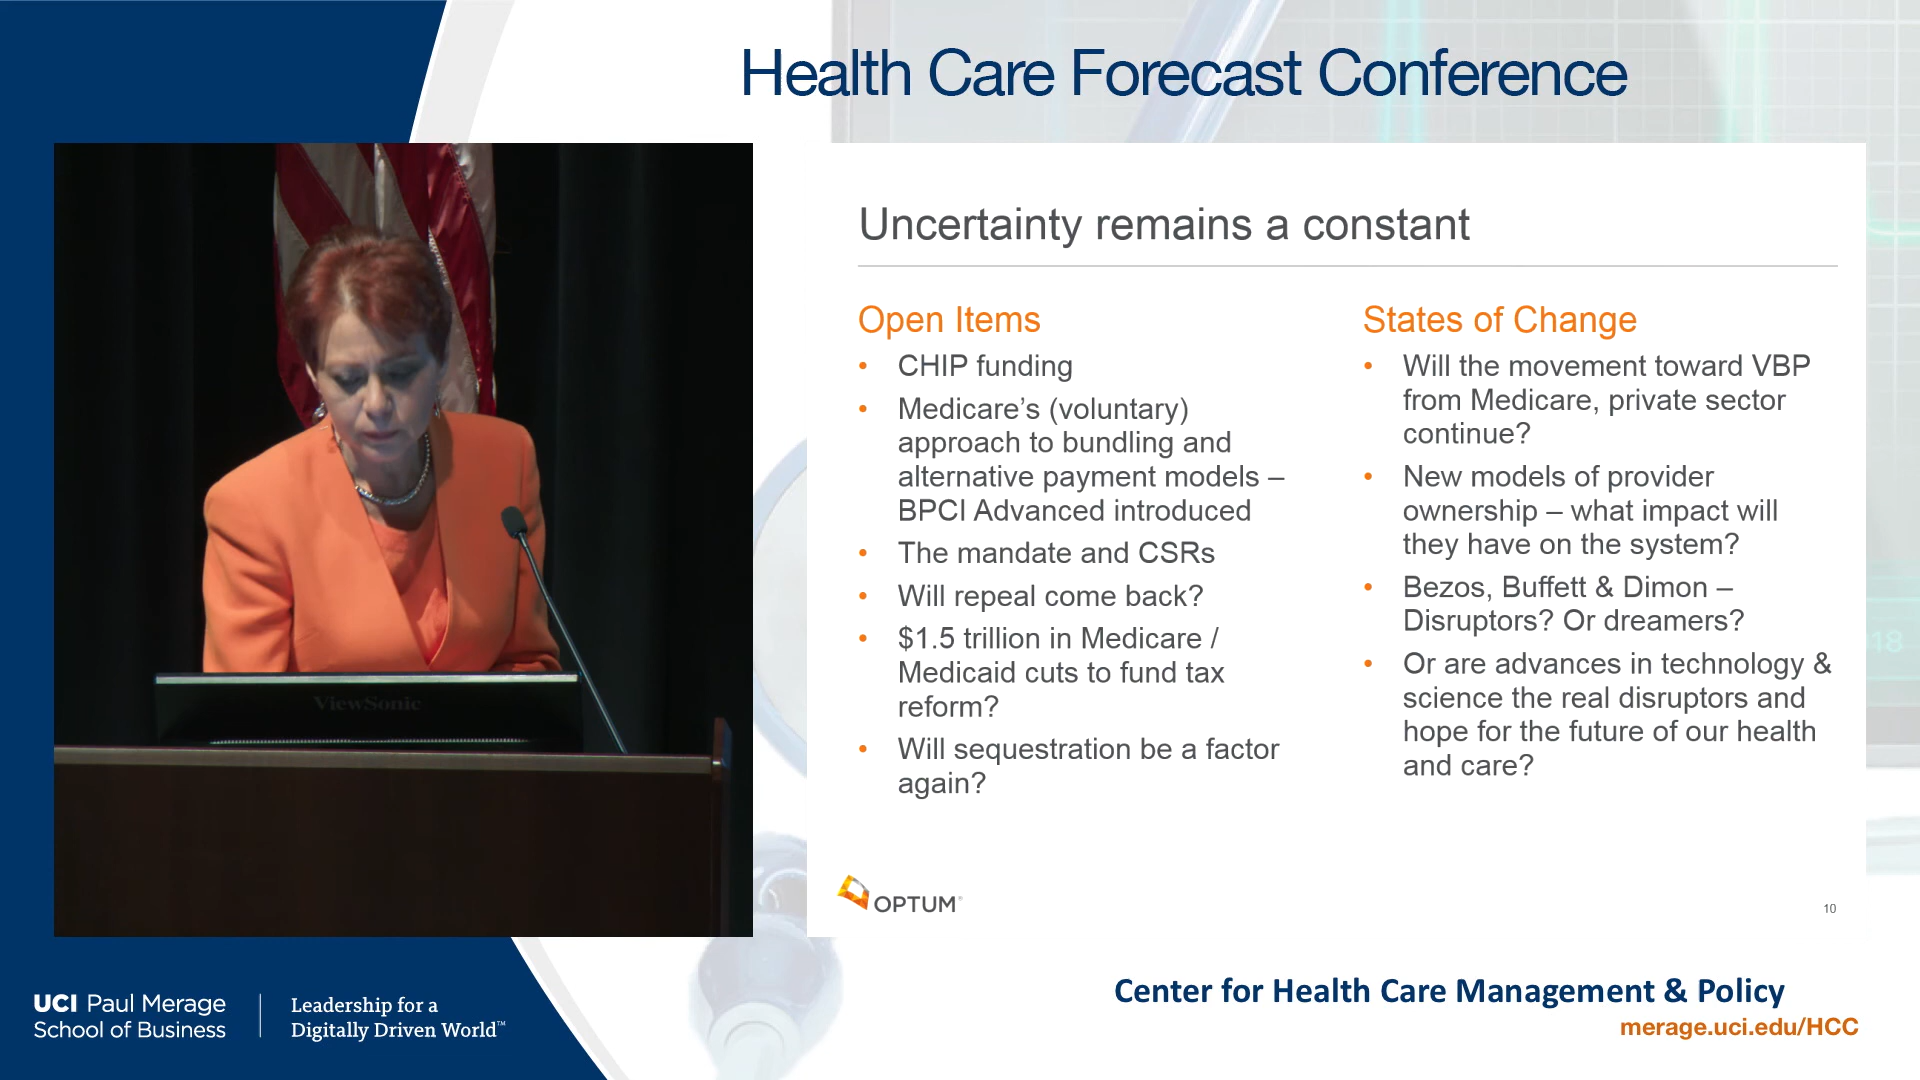 Health Care Forecast Conference
Uncertainty remains a constant
Open Items
• CHIP funding
• Medicare’s (voluntary)
approach to bundling and
alternative payment models –
BPCI Advanced introduced
• The mandate and CSRs
• Will repeal come back?
• $1.5 trillion in Medicare /
Medicaid cuts to fund tax
reform?
• Will sequestration be a factor
again?
States of Change
• Will the movement toward VBP
from Medicare, private sector
continue?
• New models of provider
ownership – what impact will
they have on the system?
• Bezos, Buffett & Dimon –
Disruptors? Or dreamers?
• Or are advances in technology &
science the real disruptors and
hope for the future of our health
and care?
ViewSonic
OPTUM®
10
18
UCI Paul Merage
School of Business
Leadership for a
Digitally Driven World™
Center for Health Care Management & Policy
merage.uci.edu/HCC